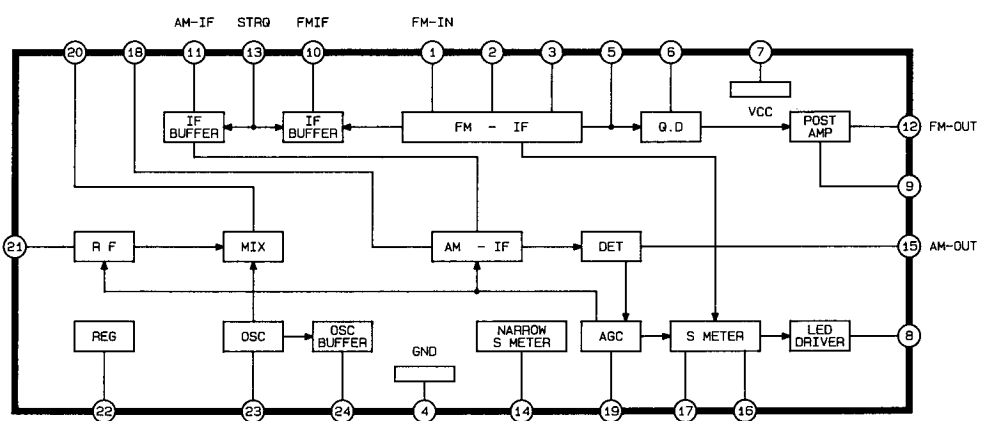 AM-IF STRQ FMIF FM-IN
20 18 11 13 10 1 2 3 5 6 7
IF BUFFER
IF BUFFER
FM - IF
Q.D
VCC
POST AMP
12 FM-OUT
9
21
R F
MIX
AM - IF
DET
15 AM-OUT
REG
OSC
OSC BUFFER
GND
NARROW S METER
AGC
S METER
LED DRIVER
8
22 23 24 4 14 19 17 16